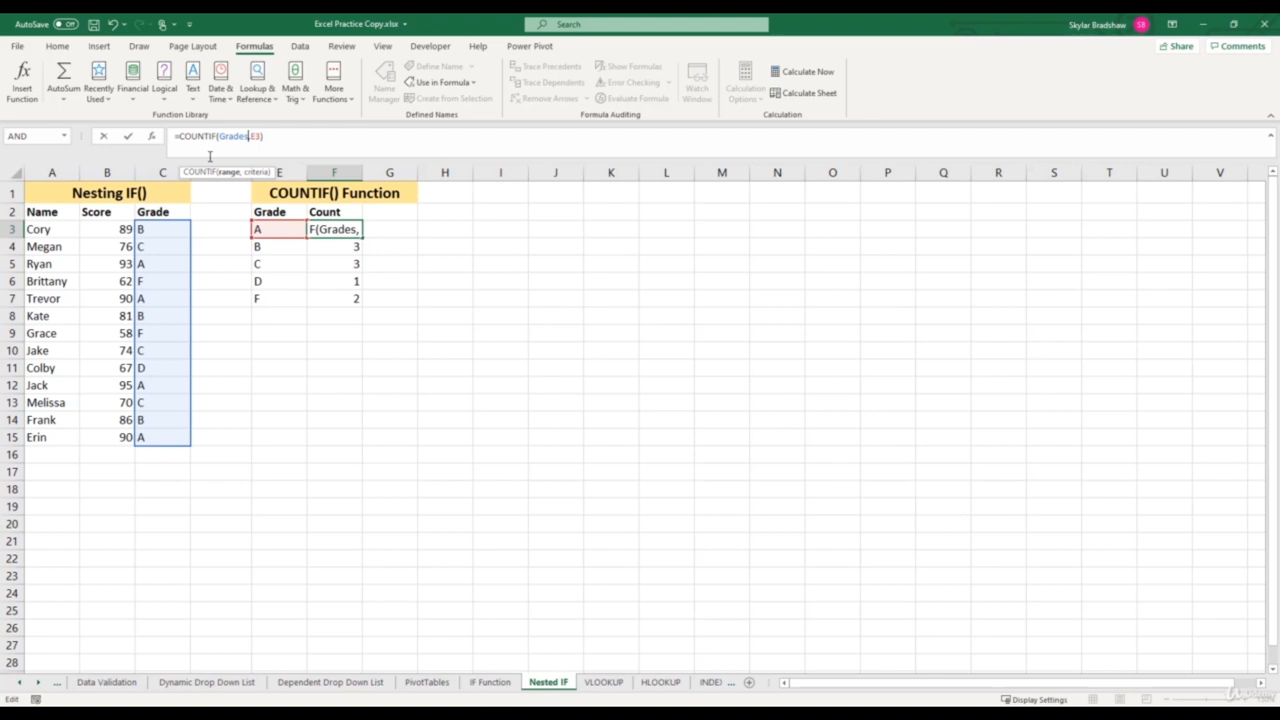 AutoSave Off Excel Practice Copy.xlsx Search Skylar Bradshaw SB
File Home Insert Draw Page Layout Formulas Data Review View Developer Help Power Pivot Share Comments
Insert Function AutoSum Recently Used Financial Logical Text Date & Time Lookup & Reference Math & Trig More Functions
Function Library
Name Manager Define Name Use in Formula Create from Selection
Defined Names
Trace Precedents Trace Dependents Remove Arrows Show Formulas Error Checking Evaluate Formula Watch Window
Formula Auditing
Calculation Options Calculate Now Calculate Sheet
Calculation
AND fx =COUNTIF(Grades,E3)
COUNTIF(range, criteria)
A B C E F G H I J K L M N O P Q R S T U V
1 Nesting IF() COUNTIF() Function
2 Name Score Grade Grade Count
3 Cory 89 B A F(Grades,
4 Megan 76 C B 3
5 Ryan 93 A C 3
6 Brittany 62 F D 1
7 Trevor 90 A F 2
8 Kate 81 B
9 Grace 58 F
10 Jake 74 C
11 Colby 67 D
12 Jack 95 A
13 Melissa 70 C
14 Frank 86 B
15 Erin 90 A
16
17
18
19
20
21
22
23
24
25
26
27
28
... Data Validation Dynamic Drop Down List Dependent Drop Down List PivotTables IF Function Nested IF VLOOKUP HLOOKUP INDEX ...
Edit Display Settings